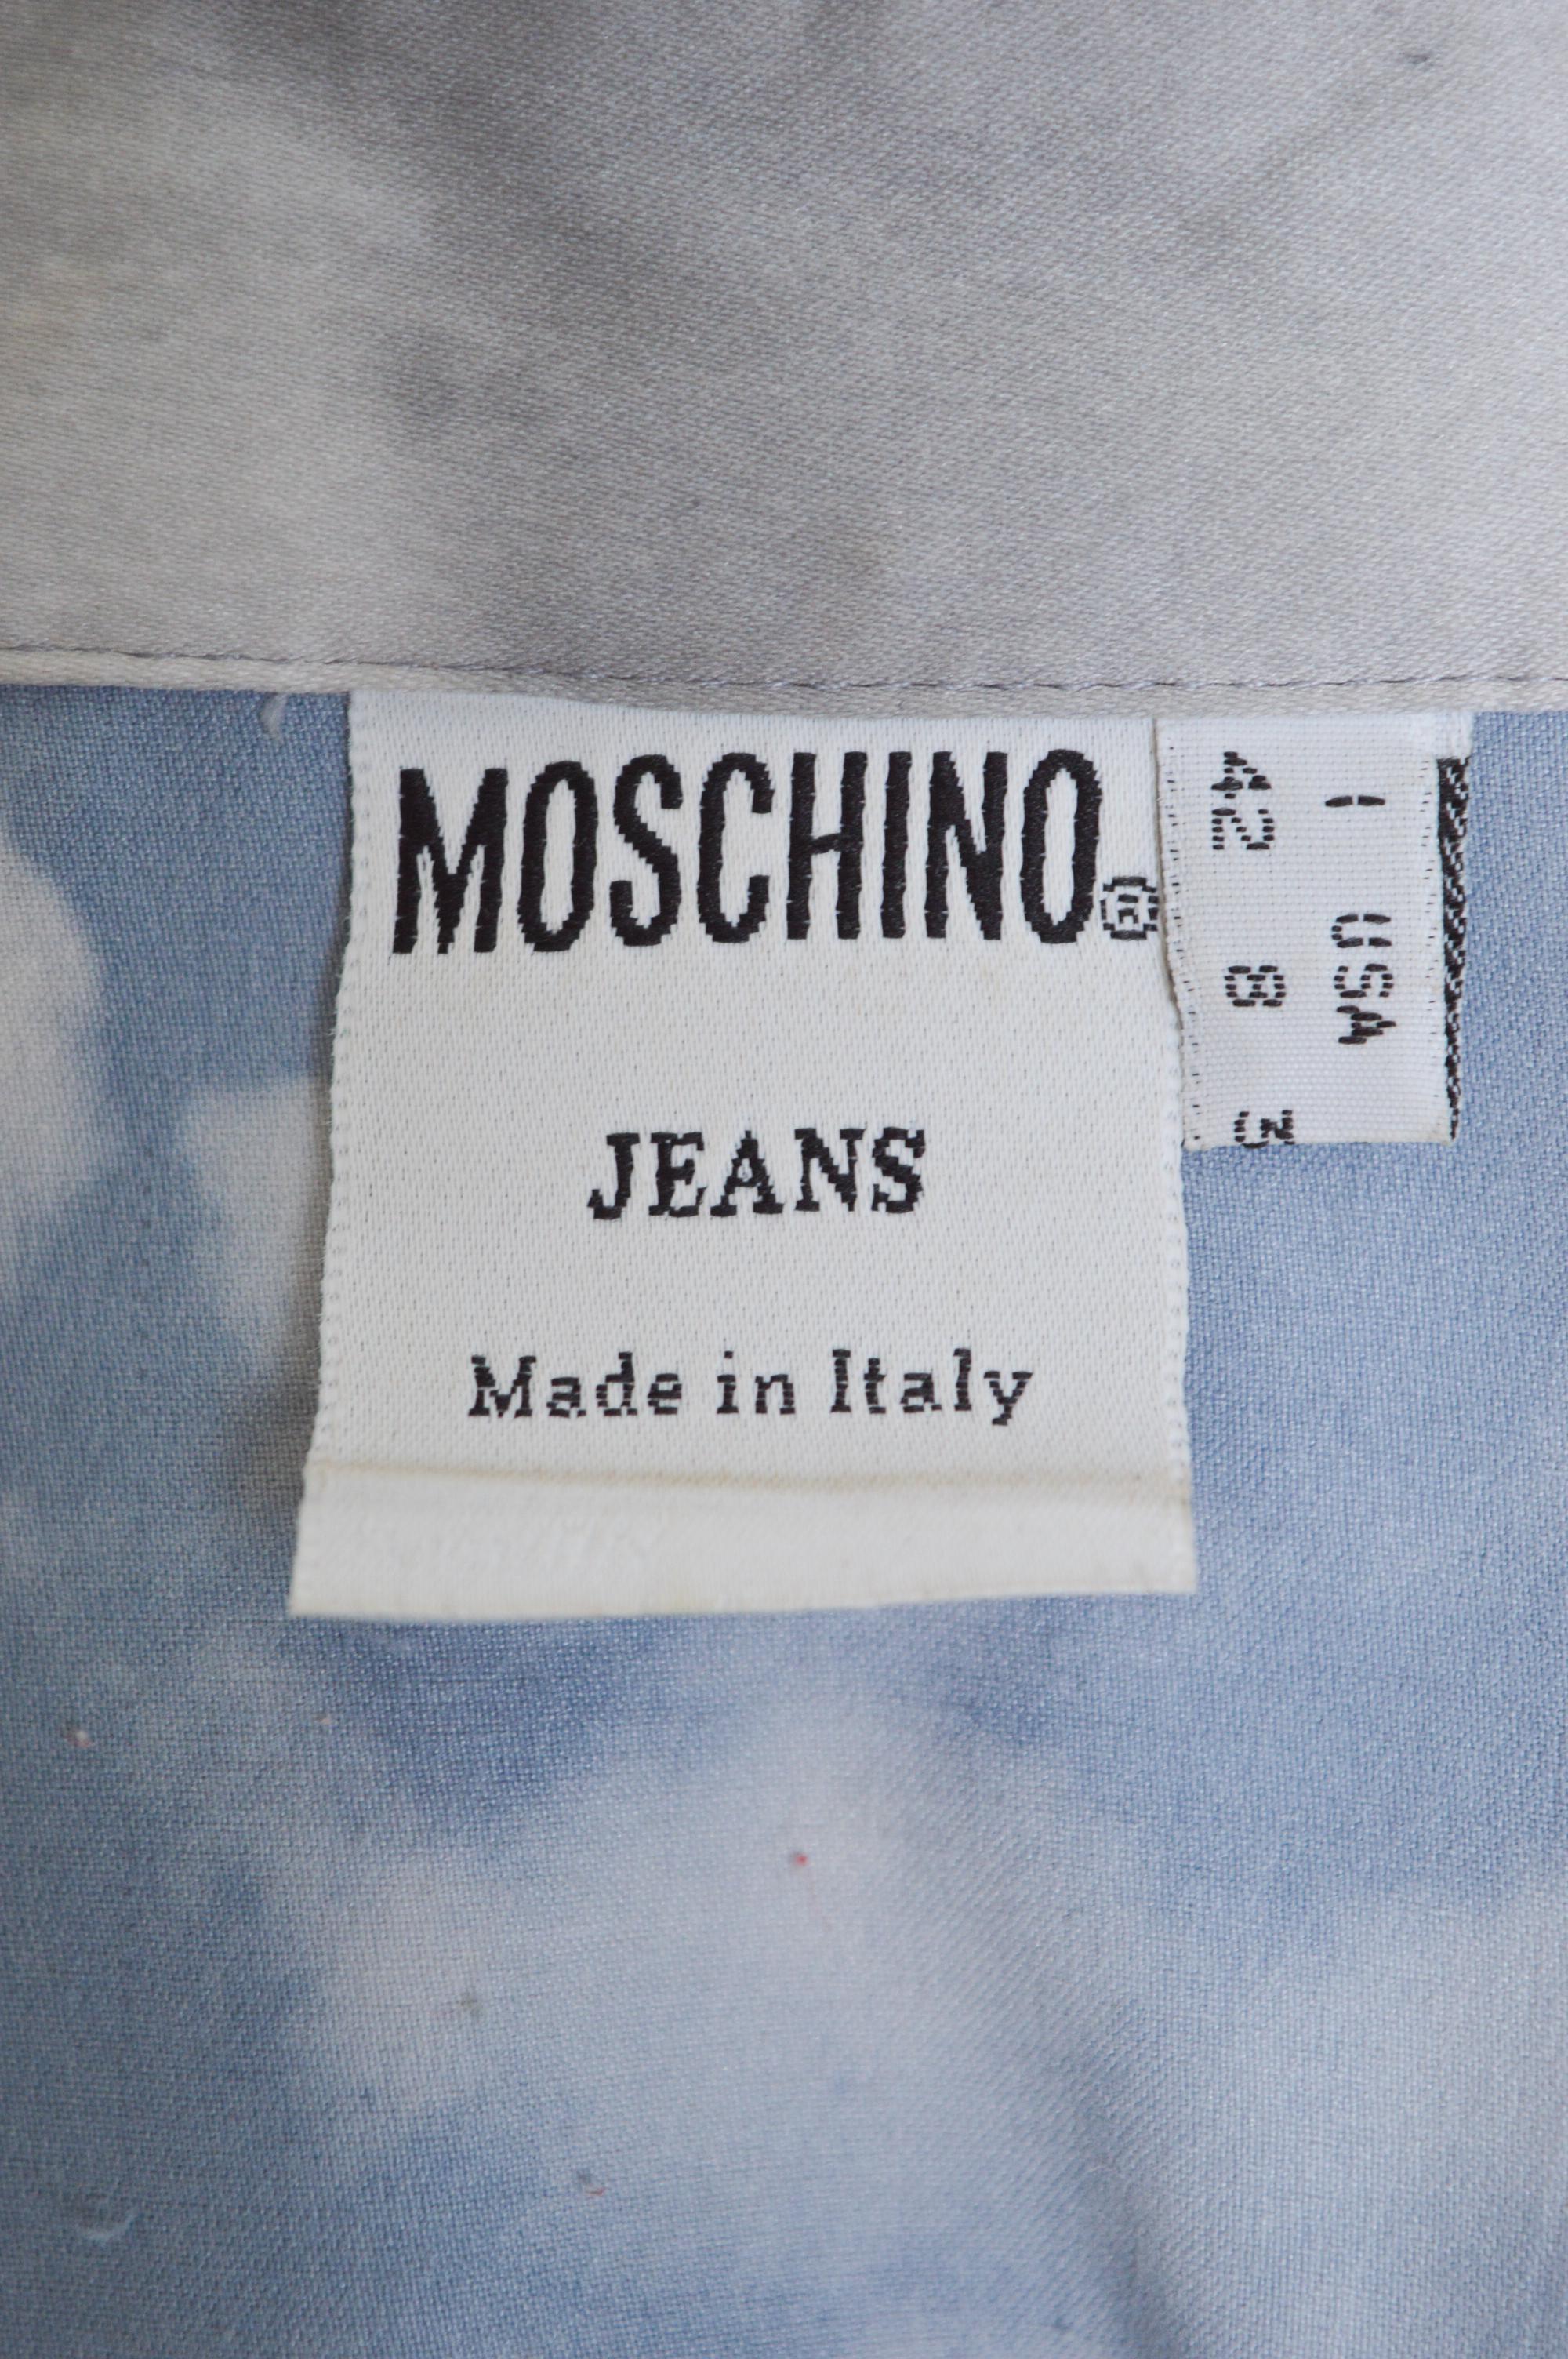 MOSCHINO®
JEANS
Made in Italy
I USA
42 8